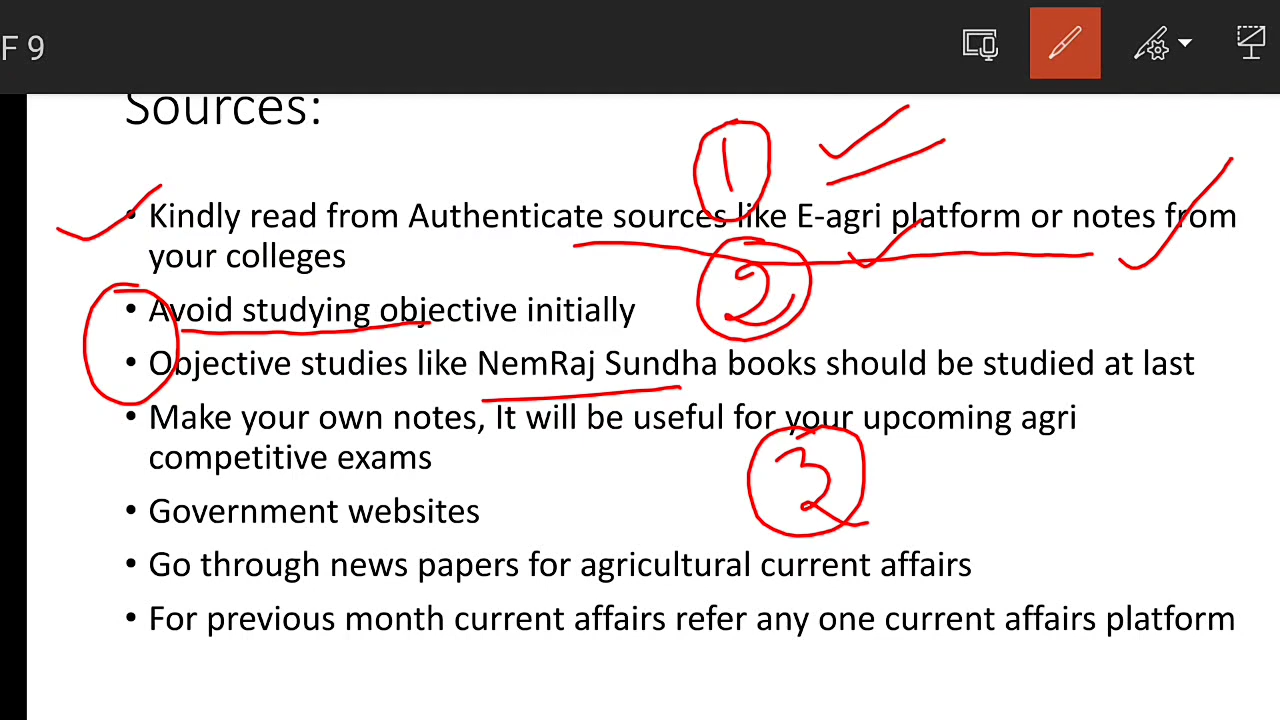 F 9
Sources:
1
• Kindly read from Authenticate sources like E-agri platform or notes from
your colleges
2
• Avoid studying objective initially
• Objective studies like NemRaj Sundha books should be studied at last
• Make your own notes, It will be useful for your upcoming agri
competitive exams
3
• Government websites
• Go through news papers for agricultural current affairs
• For previous month current affairs refer any one current affairs platform